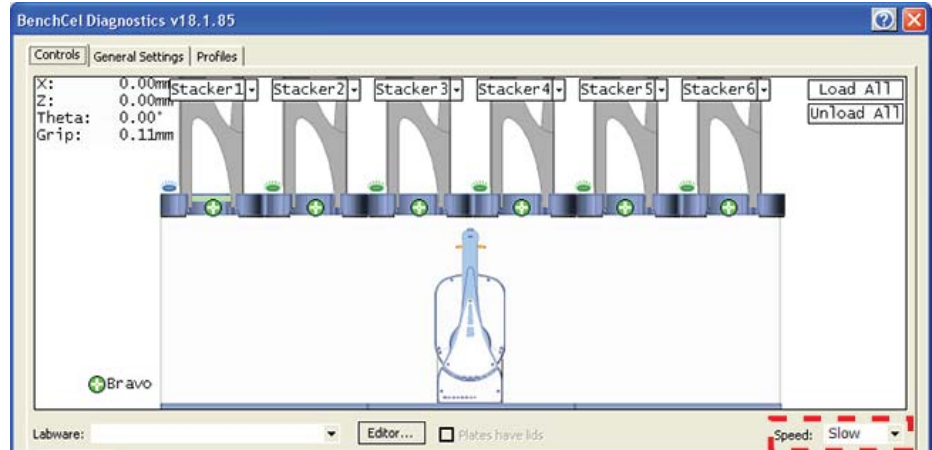 BenchCel Diagnostics v18.1.85
Controls General Settings Profiles
X: 0.00mm Stacker1 Stacker2 Stacker3 Stacker4 Stacker5 Stacker6 Load All
Z: 0.00mm Unload All
Theta: 0.00°
Grip: 0.11mm
Bravo
Labware: Editor... Plates have lids Speed: Slow